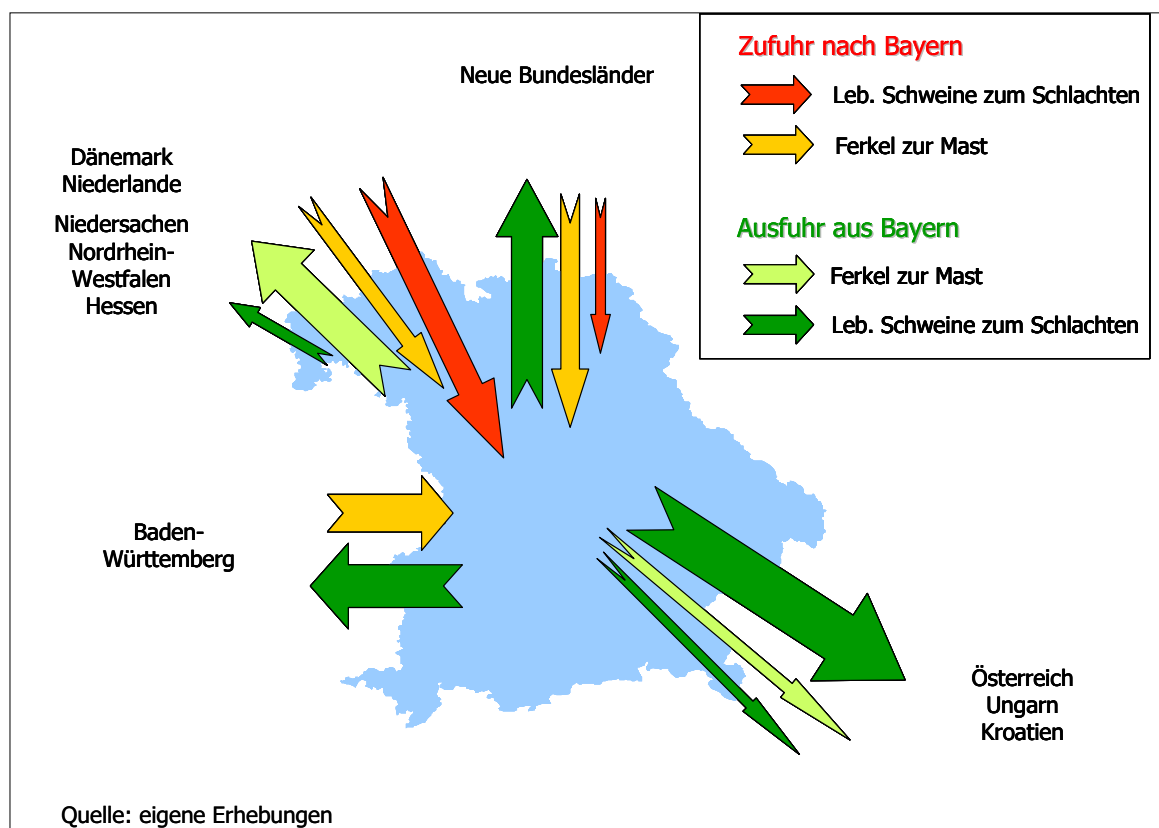 Neue Bundesländer
Dänemark
Niederlande
Niedersachen
Nordrhein-
Westfalen
Hessen
Baden-
Württemberg
Österreich
Ungarn
Kroatien
Zufuhr nach Bayern
Leb. Schweine zum Schlachten
Ferkel zur Mast
Ausfuhr aus Bayern
Ferkel zur Mast
Leb. Schweine zum Schlachten
Quelle: eigene Erhebungen